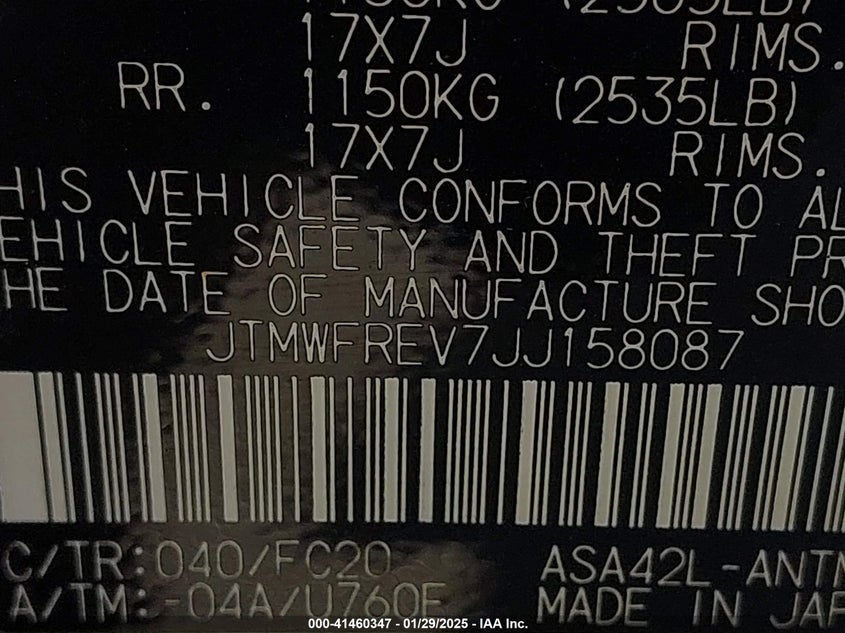 17X7J RIMS.
RR. 1150KG (2535LB)
17X7J RIMS.
HIS VEHICLE CONFORMS TO AL
EHICLE SAFETY AND THEFT PR
HE DATE OF MANUFACTURE SHO
JTMWFREV7JJ158087
C/TR:040/FC20 ASA42L-ANTM
A/TM:-04A/U760E MADE IN JAP
000-41460347 - 01/29/2025 - IAA Inc.